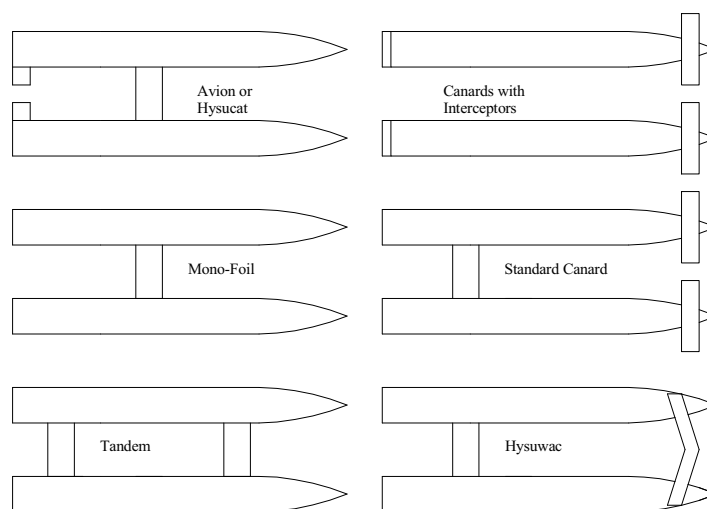 Avion or
Hysucat
Canards with
Interceptors
Mono-Foil
Standard Canard
Tandem
Hysuwac